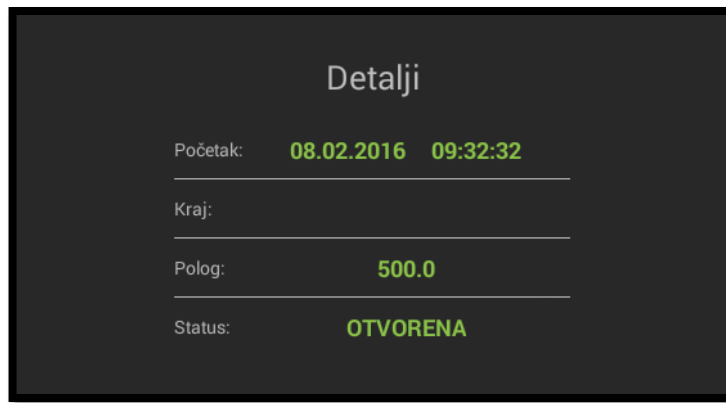 Detalji
Početak: 08.02.2016 09:32:32
Kraj:
Polog: 500.0
Status: OTVORENA